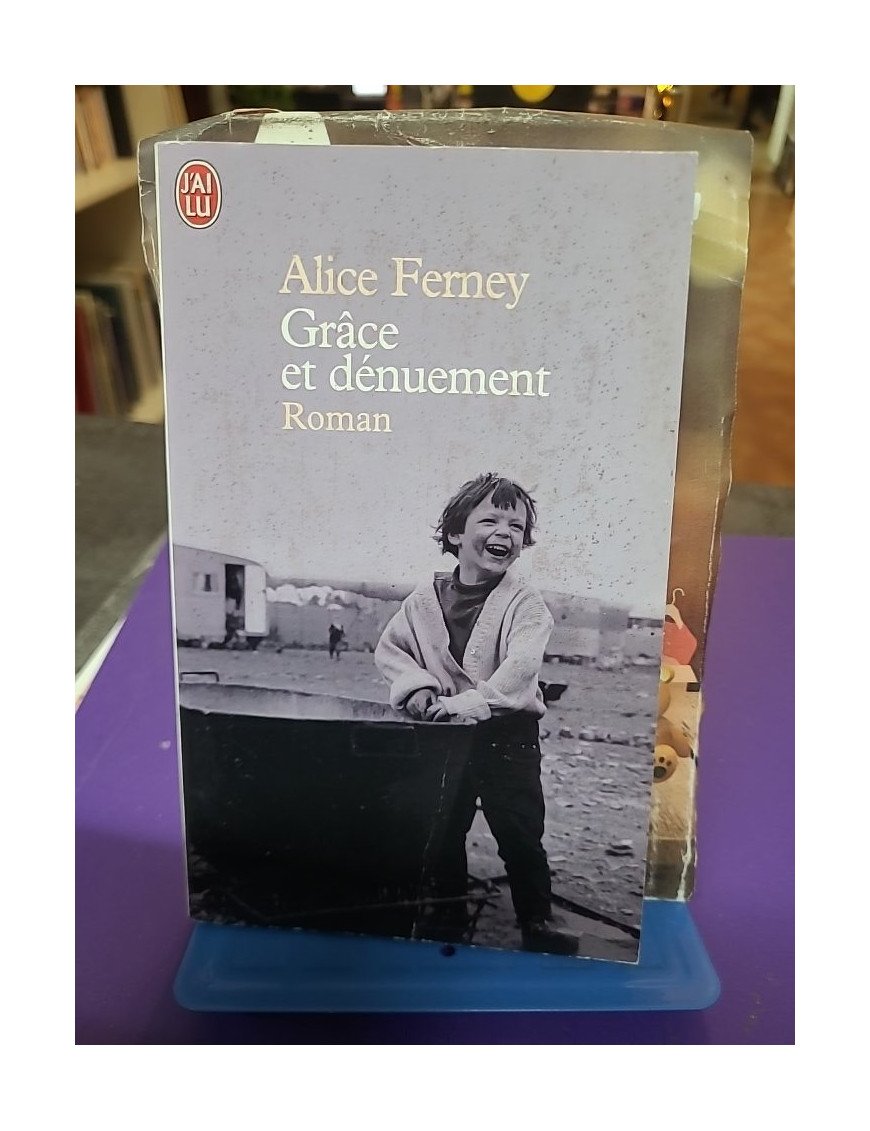 J'AI
LU
Alice Ferney
Grâce
et dénuement
Roman